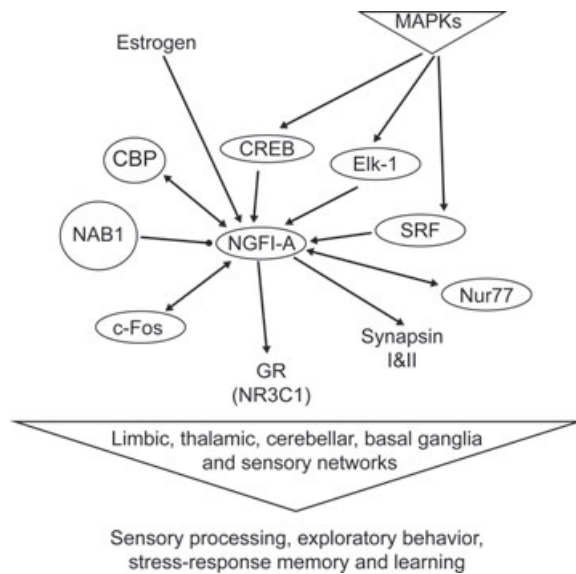 MAPKs
Estrogen
CREB
CBP
Elk-1
NAB1
NGFI-A
SRF
Nur77
c-Fos
Synapsin
I&II
GR
(NR3C1)
Limbic, thalamic, cerebellar, basal ganglia
and sensory networks
Sensory processing, exploratory behavior,
stress-response memory and learning